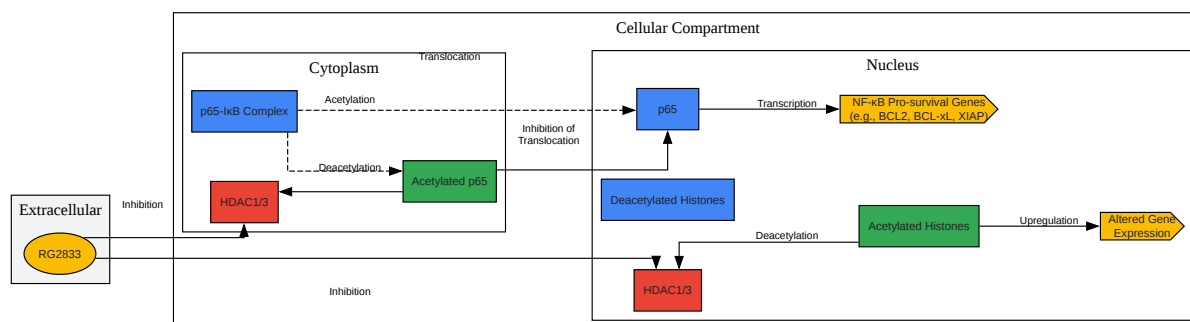 Cellular Compartment
Translocation
Cytoplasm
Nucleus
p65-IκB Complex
Acetylation
p65
Transcription
NF-κB Pro-survival Genes
(e.g., BCL2, BCL-xL, XIAP)
Inhibition of
Translocation
Deacetylation
Acetylated p65
HDAC1/3
Deacetylated Histones
Extracellular
Inhibition
RG2833
Deacetylation
Acetylated Histones
Upregulation
Altered Gene
Expression
HDAC1/3
Inhibition